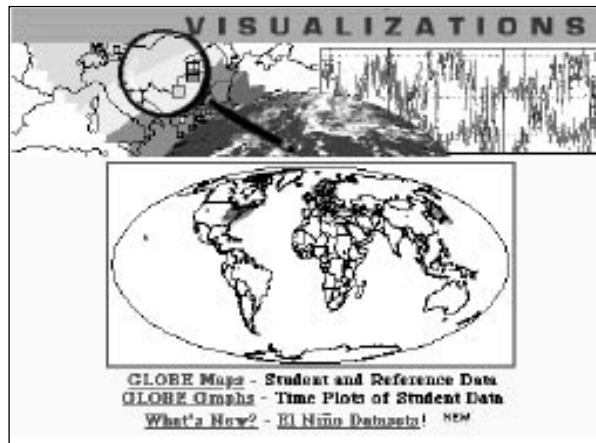 VISUALIZATIONS
GLOBE Maps - Student and Reference Data
GLOBE Graphs - Time Plots of Student Data
What's New? - El Niño Datasets! NEW